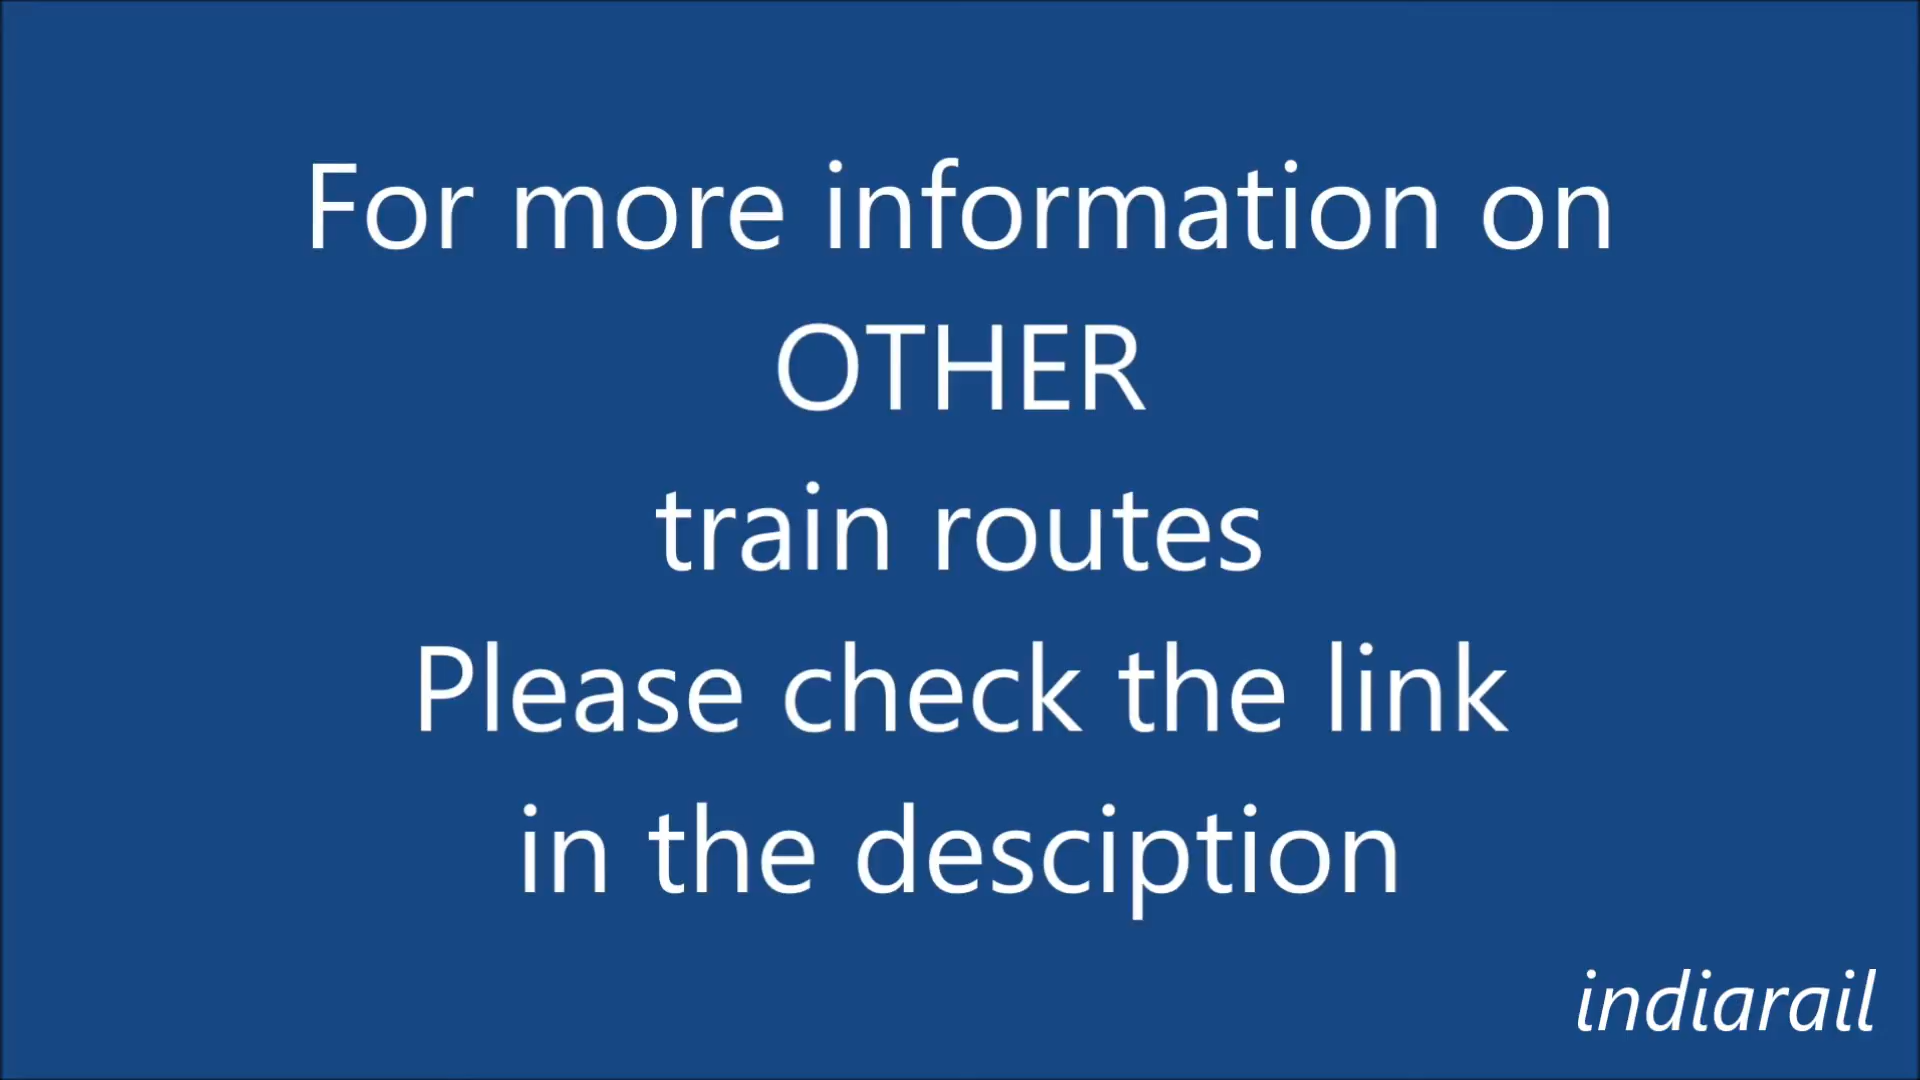 For more information on
OTHER
train routes
Please check the link
in the desciption
indiarail